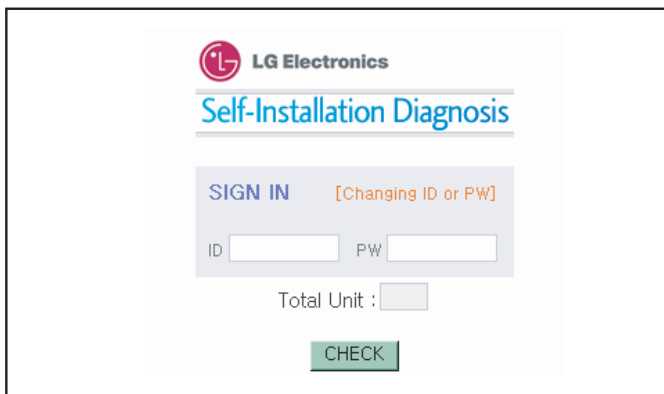 LG Electronics
Self-Installation Diagnosis
SIGN IN [Changing ID or PW]
ID PW
Total Unit :
CHECK